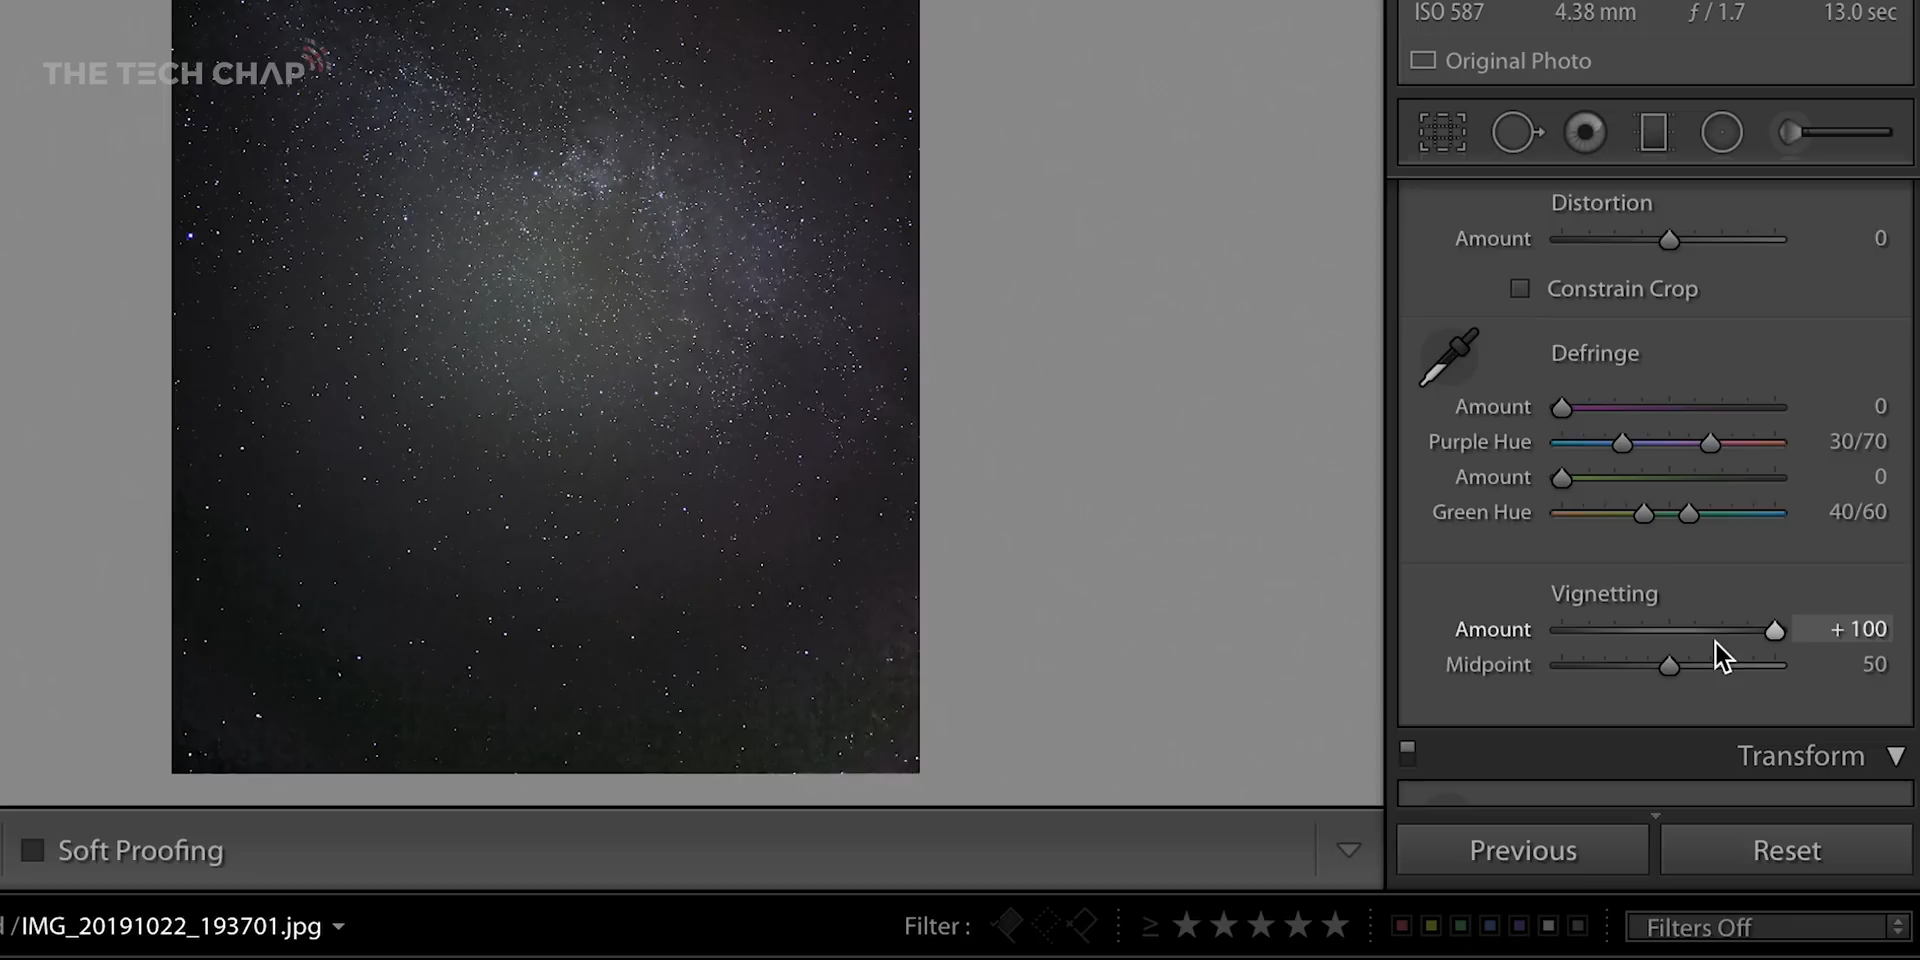 THE TECH CHAP
ISO 587 4.38 mm ƒ / 1.7 13.0 sec
Original Photo
Distortion
Amount 0
Constrain Crop
Defringe
Amount 0
Purple Hue 30/70
Amount 0
Green Hue 40/60
Vignetting
Amount + 100
Midpoint 50
Transform
Soft Proofing
Previous Reset
/IMG_20191022_193701.jpg
Filter :
≥
Filters Off